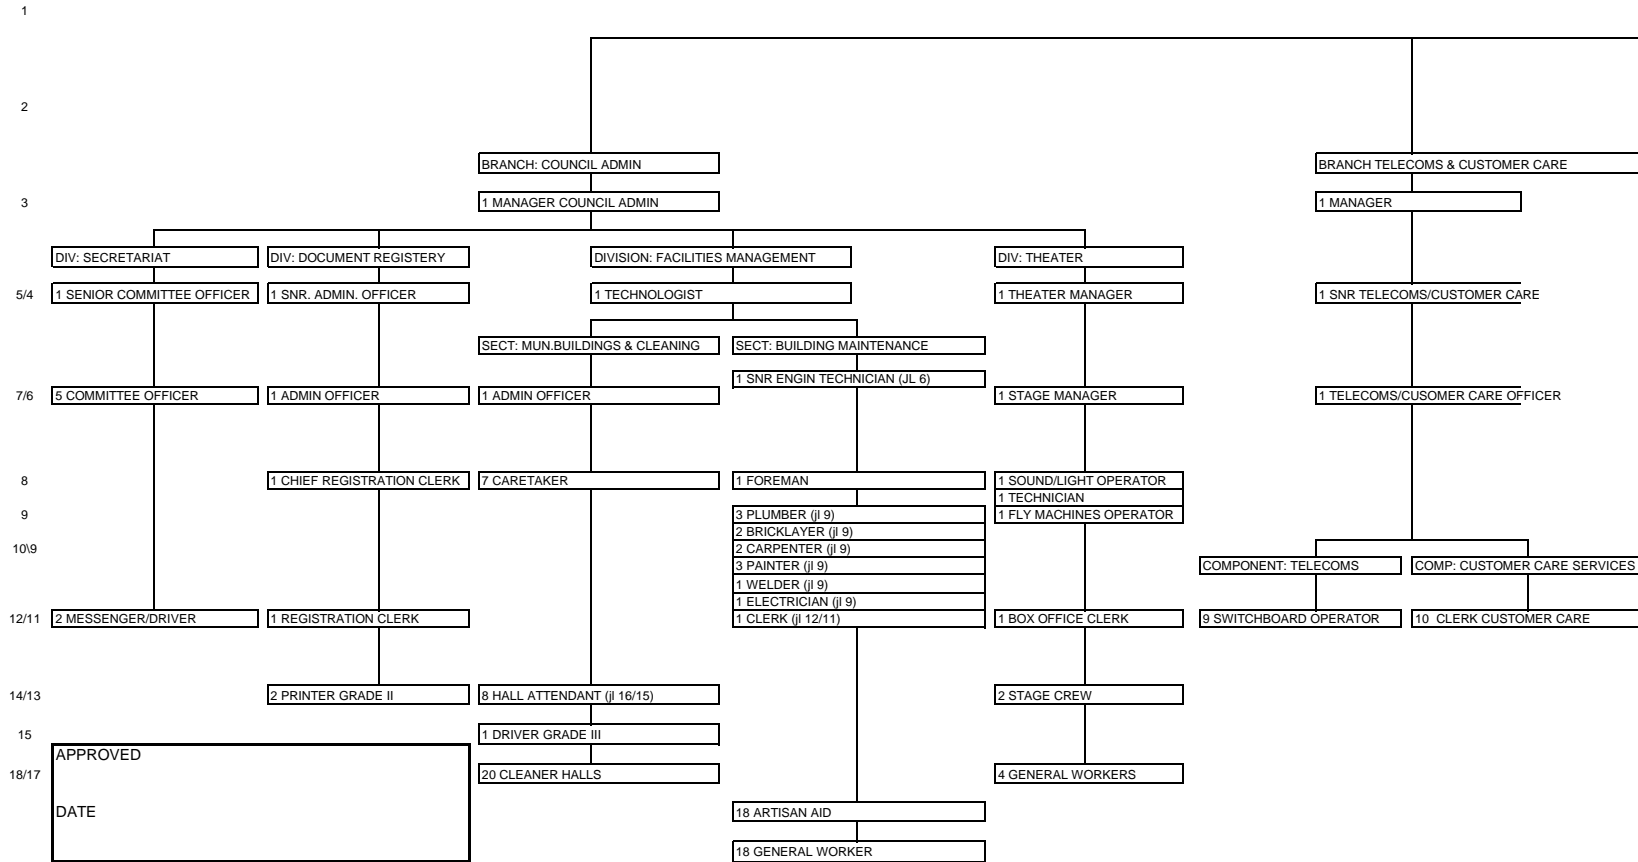 1
2
BRANCH: COUNCIL ADMIN
BRANCH TELECOMS & CUSTOMER CARE
3
1 MANAGER COUNCIL ADMIN
1 MANAGER
DIV: SECRETARIAT
DIV: DOCUMENT REGISTERY
DIVISION: FACILITIES MANAGEMENT
DIV: THEATER
5/4
1 SENIOR COMMITTEE OFFICER
1 SNR. ADMIN. OFFICER
1 TECHNOLOGIST
1 THEATER MANAGER
1 SNR TELECOMS/CUSTOMER CARE
SECT: MUN.BUILDINGS & CLEANING
SECT: BUILDING MAINTENANCE
1 SNR ENGIN TECHNICIAN (JL 6)
7/6
5 COMMITTEE OFFICER
1 ADMIN OFFICER
1 ADMIN OFFICER
1 STAGE MANAGER
1 TELECOMS/CUSOMER CARE OFFICER
8
1 CHIEF REGISTRATION CLERK
7 CARETAKER
1 FOREMAN
1 SOUND/LIGHT OPERATOR
1 TECHNICIAN
9
3 PLUMBER (jl 9)
1 FLY MACHINES OPERATOR
2 BRICKLAYER (jl 9)
10\9
2 CARPENTER (jl 9)
3 PAINTER (jl 9)
COMPONENT: TELECOMS
COMP: CUSTOMER CARE SERVICES
1 WELDER (jl 9)
1 ELECTRICIAN (jl 9)
12/11
2 MESSENGER/DRIVER
1 REGISTRATION CLERK
1 CLERK (jl 12/11)
1 BOX OFFICE CLERK
9 SWITCHBOARD OPERATOR
10 CLERK CUSTOMER CARE
14/13
2 PRINTER GRADE II
8 HALL ATTENDANT (jl 16/15)
2 STAGE CREW
15
1 DRIVER GRADE III
APPROVED
18/17
20 CLEANER HALLS
4 GENERAL WORKERS
DATE
18 ARTISAN AID
18 GENERAL WORKER